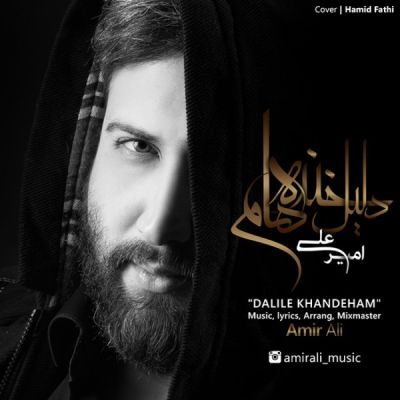 Cover | Hamid Fathi
دلیل خنده هامی
امیر علی
"DALILE KHANDEHAM"
Music, lyrics, Arrang, Mixmaster
Amir Ali
amirali_music